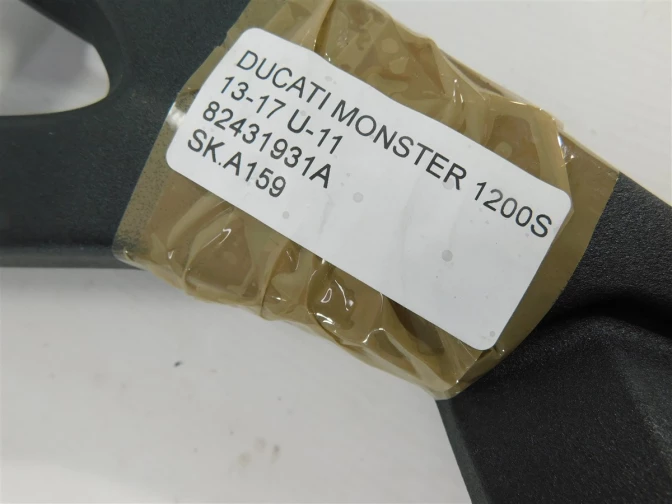 DUCATI MONSTER 1200S
13-17 U-11
82431931A
SK.A159